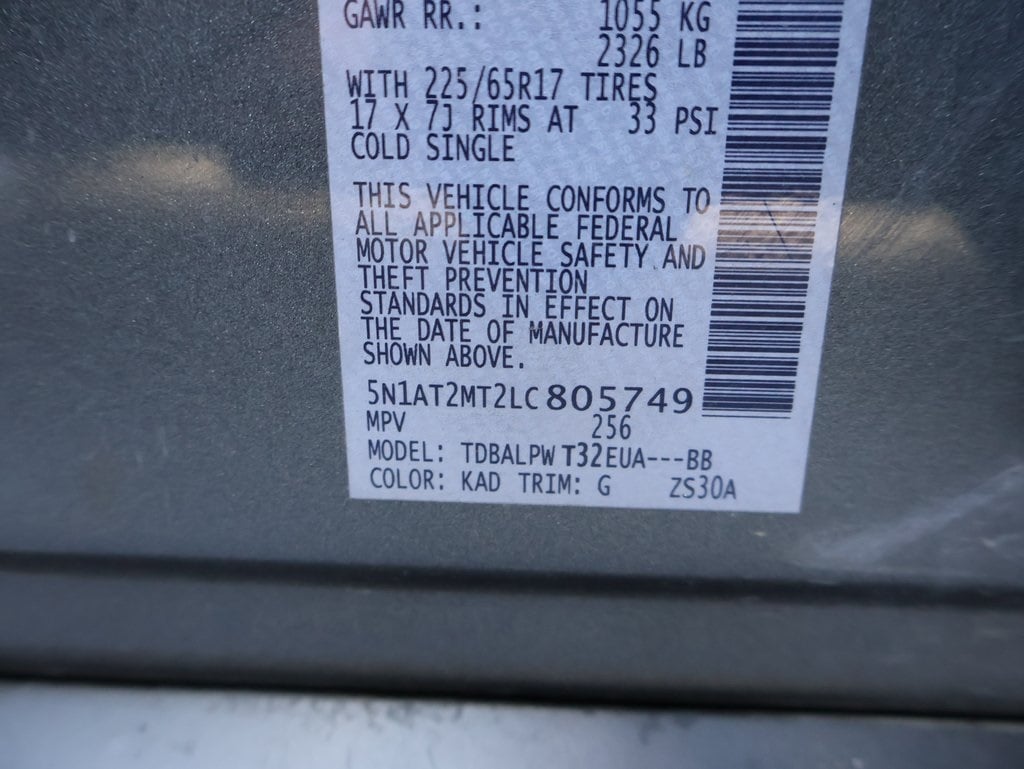 GAWR RR.: 1055 KG
2326 LB
WITH 225/65R17 TIRES
17 X 7J RIMS AT 33 PSI
COLD SINGLE
THIS VEHICLE CONFORMS TO
ALL APPLICABLE FEDERAL
MOTOR VEHICLE SAFETY AND
THEFT PREVENTION
STANDARDS IN EFFECT ON
THE DATE OF MANUFACTURE
SHOWN ABOVE.
5N1AT2MT2LC805749
MPV 256
MODEL: TDBALPWT32EUA---BB
COLOR: KAD TRIM: G ZS30A